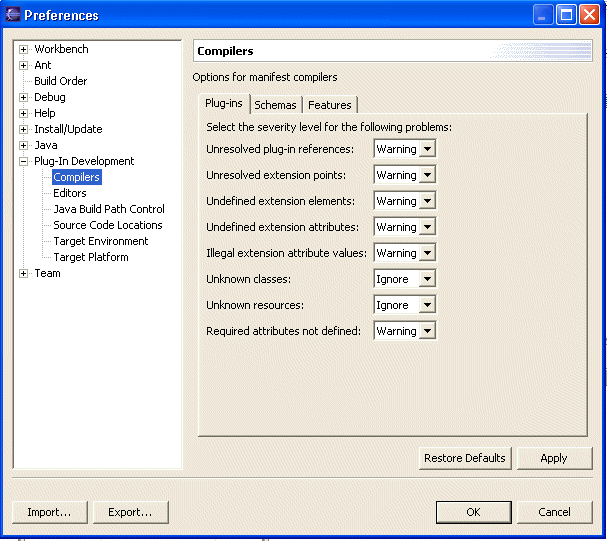 Preferences
Workbench
Ant
Build Order
Debug
Help
Install/Update
Java
Plug-In Development
Compilers
Editors
Java Build Path Control
Source Code Locations
Target Environment
Target Platform
Team
Compilers
Options for manifest compilers
Plug-ins Schemas Features
Select the severity level for the following problems:
Unresolved plug-in references: Warning
Unresolved extension points: Warning
Undefined extension elements: Warning
Undefined extension attributes: Warning
Illegal extension attribute values: Warning
Unknown classes: Ignore
Unknown resources: Ignore
Required attributes not defined: Warning
Restore Defaults Apply
Import... Export... OK Cancel